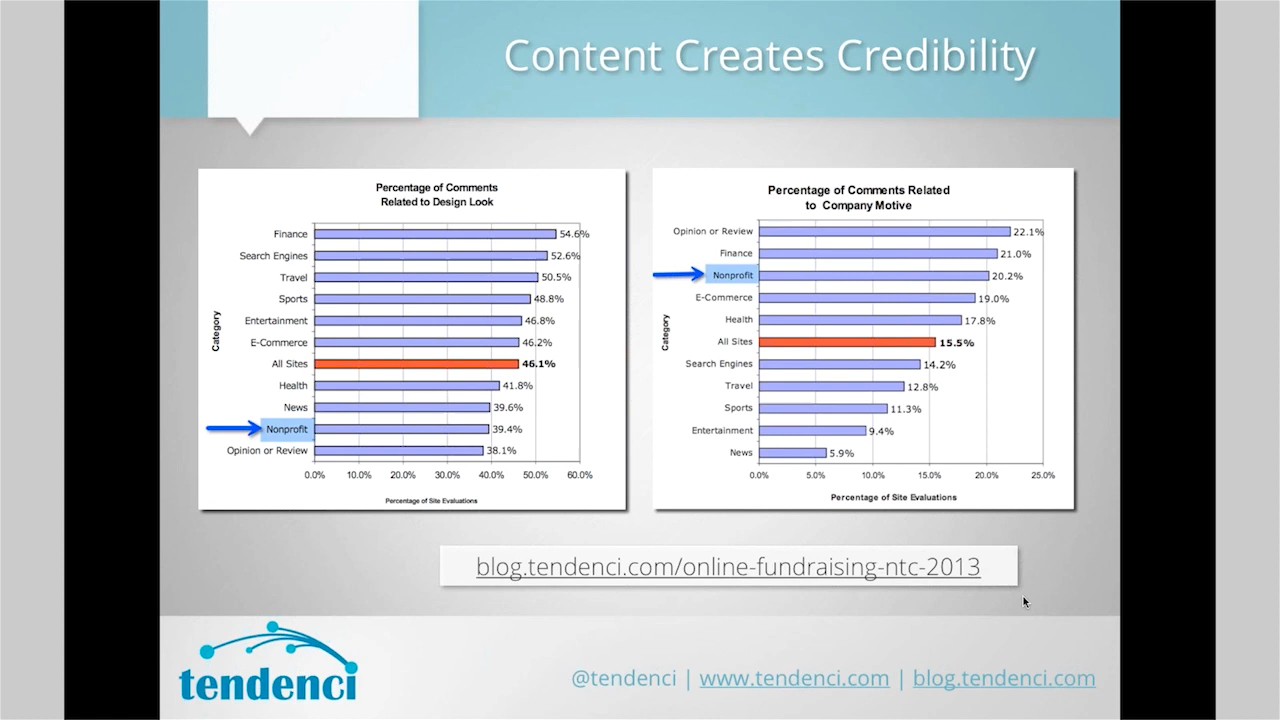 Content Creates Credibility
Percentage of Comments
Related to Design Look
Category
Finance 54.6%
Search Engines 52.6%
Travel 50.5%
Sports 48.8%
Entertainment 46.8%
E-Commerce 46.2%
All Sites 46.1%
Health 41.8%
News 39.6%
Nonprofit 39.4%
Opinion or Review 38.1%
0.0% 10.0% 20.0% 30.0% 40.0% 50.0% 60.0%
Percentage of Site Evaluations
Percentage of Comments Related
to Company Motive
Category
Opinion or Review 22.1%
Finance 21.0%
Nonprofit 20.2%
E-Commerce 19.0%
Health 17.8%
All Sites 15.5%
Search Engines 14.2%
Travel 12.8%
Sports 11.3%
Entertainment 9.4%
News 5.9%
0.0% 5.0% 10.0% 15.0% 20.0% 25.0%
Percentage of Site Evaluations
blog.tendenci.com/online-fundraising-ntc-2013
tendenci
@tendenci | www.tendenci.com | blog.tendenci.com